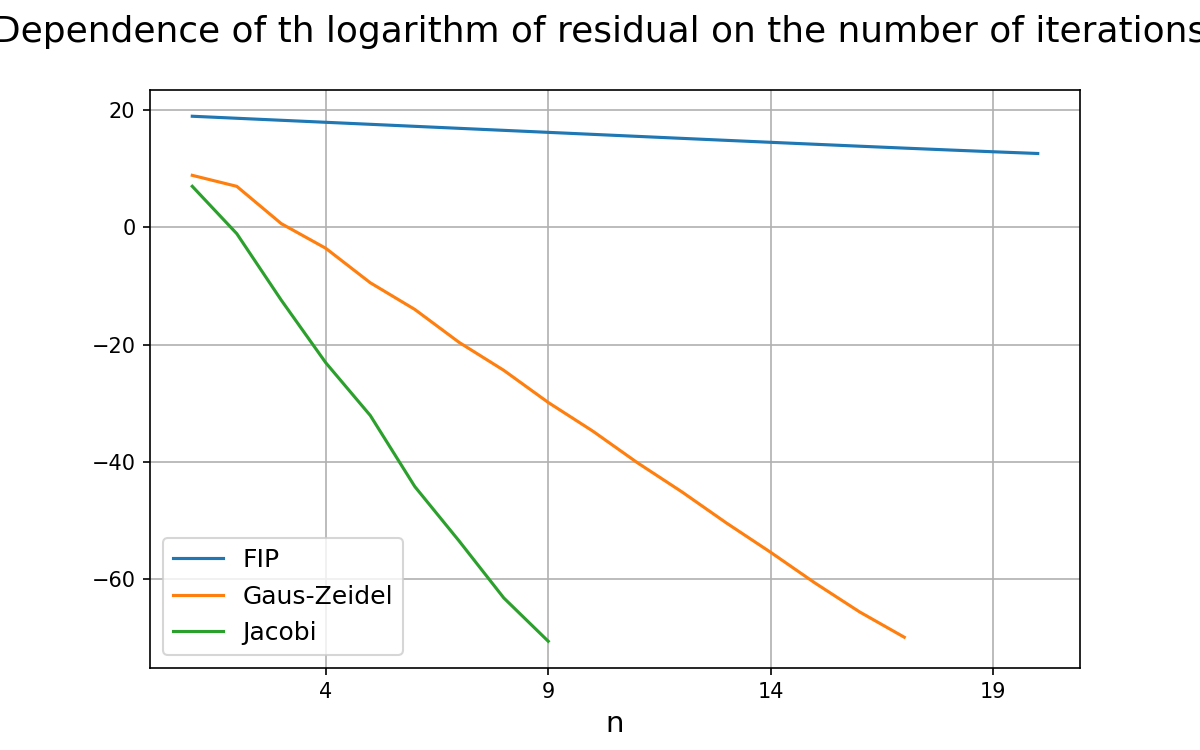 Dependence of th logarithm of residual on the number of iterations
20
0
−20
−40
−60
FIP
Gaus-Zeidel
Jacobi
4 9 14 19
n